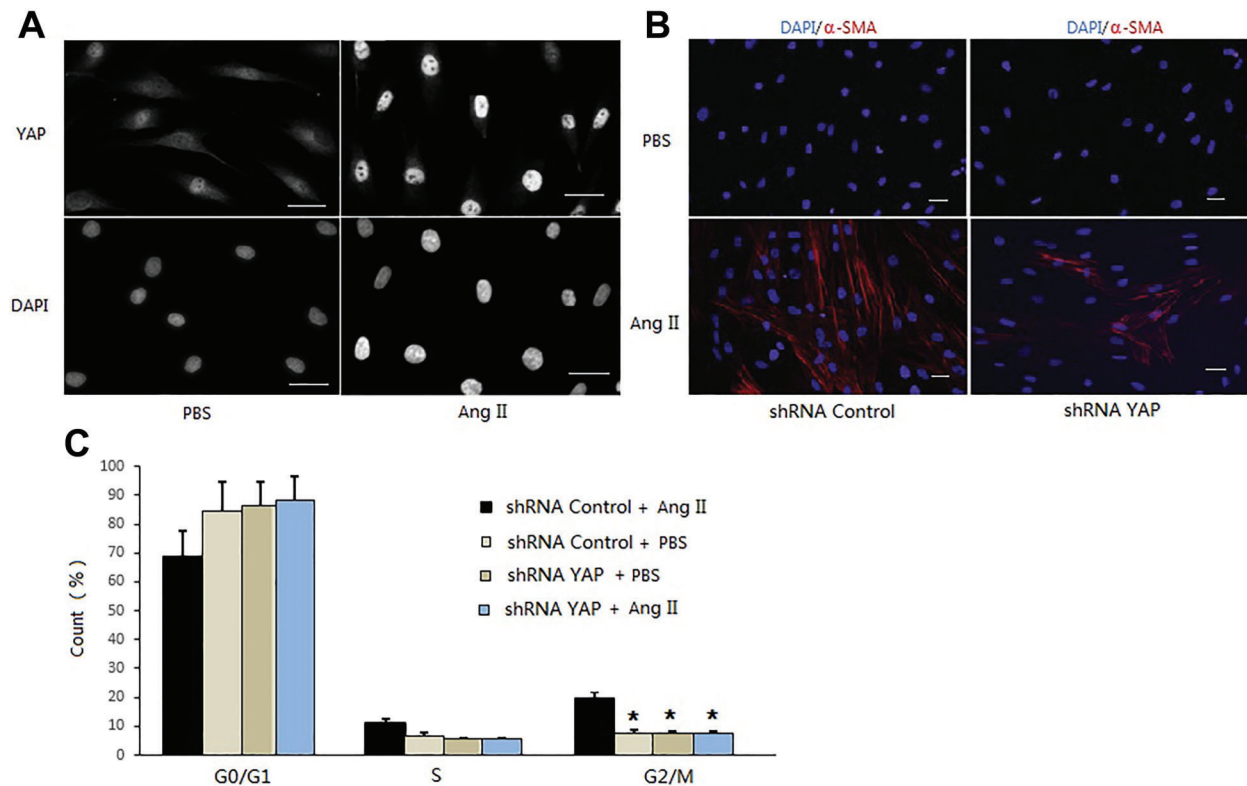 A
YAP
DAPI
PBS
Ang Ⅱ
B
DAPI/α-SMA
DAPI/α-SMA
PBS
Ang Ⅱ
shRNA Control
shRNA YAP
C
Count (%)
100
90
80
70
60
50
40
30
20
10
0
shRNA Control + Ang Ⅱ
shRNA Control + PBS
shRNA YAP + PBS
shRNA YAP + Ang Ⅱ
* * *
G0/G1
S
G2/M